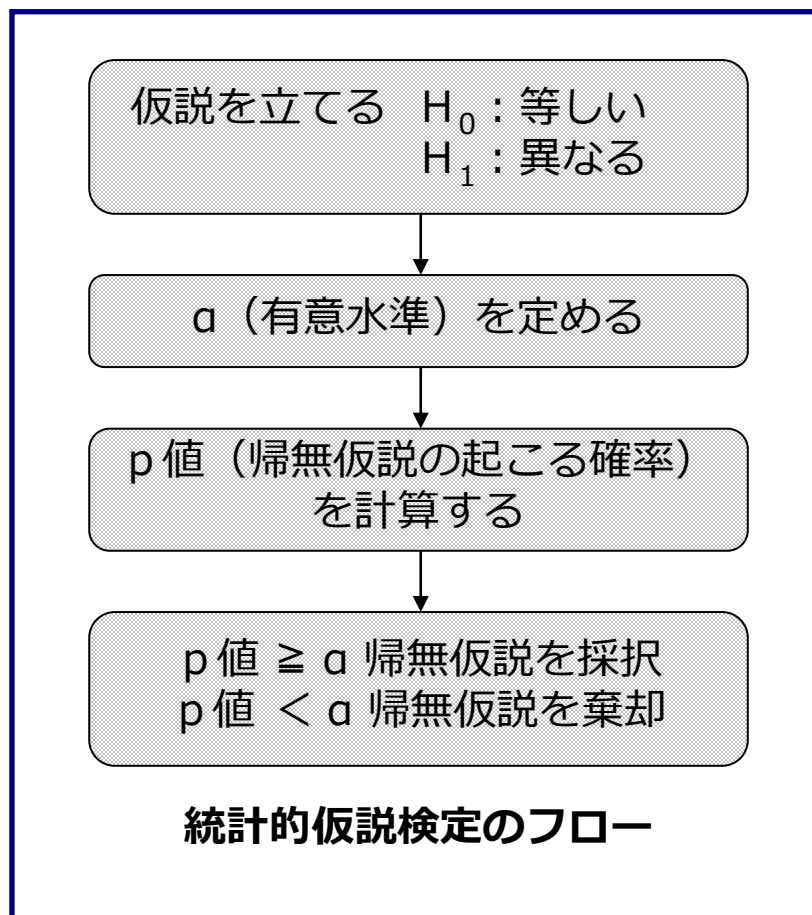 仮説を立てる H₀：等しい
H₁：異なる
α（有意水準）を定める
p値（帰無仮説の起こる確率）
を計算する
p値 ≧ α 帰無仮説を採択
p値 ＜ α 帰無仮説を棄却
統計的仮説検定のフロー